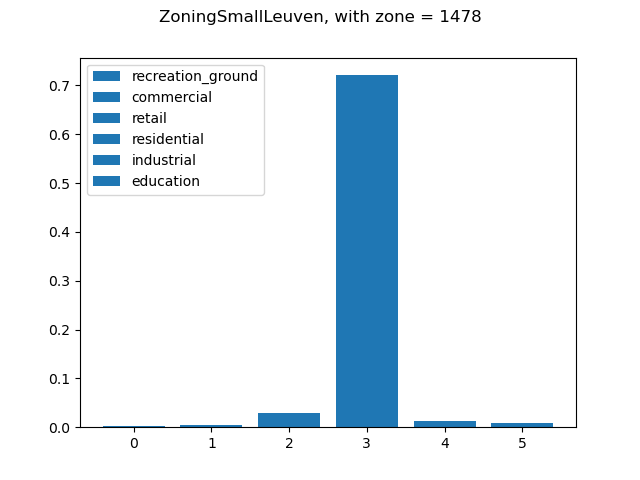 ZoningSmallLeuven, with zone = 1478
recreation_ground
commercial
retail
residential
industrial
education
0.7
0.6
0.5
0.4
0.3
0.2
0.1
0.0
0 1 2 3 4 5